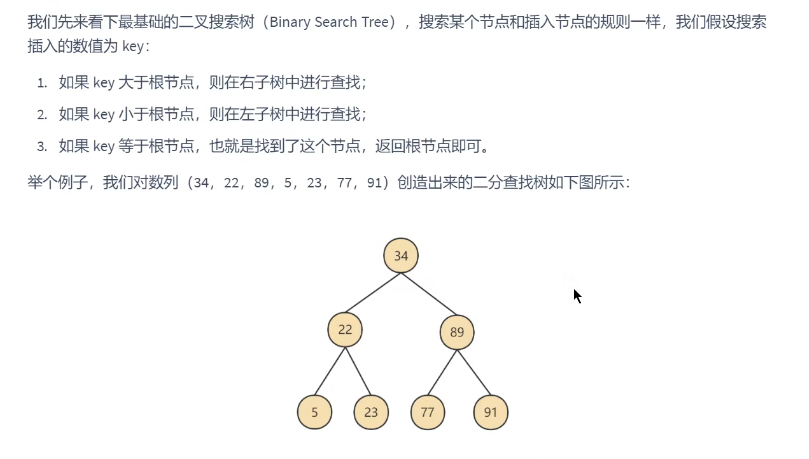 我们先来看下最基础的二叉搜索树（Binary Search Tree），搜索某个节点和插入节点的规则一样，我们假设搜索
插入的数值为 key：
1. 如果 key 大于根节点，则在右子树中进行查找；
2. 如果 key 小于根节点，则在左子树中进行查找；
3. 如果 key 等于根节点，也就是找到了这个节点，返回根节点即可。
举个例子，我们对数列（34，22，89，5，23，77，91）创造出来的二分查找树如下图所示：
34
22 89
5 23 77 91